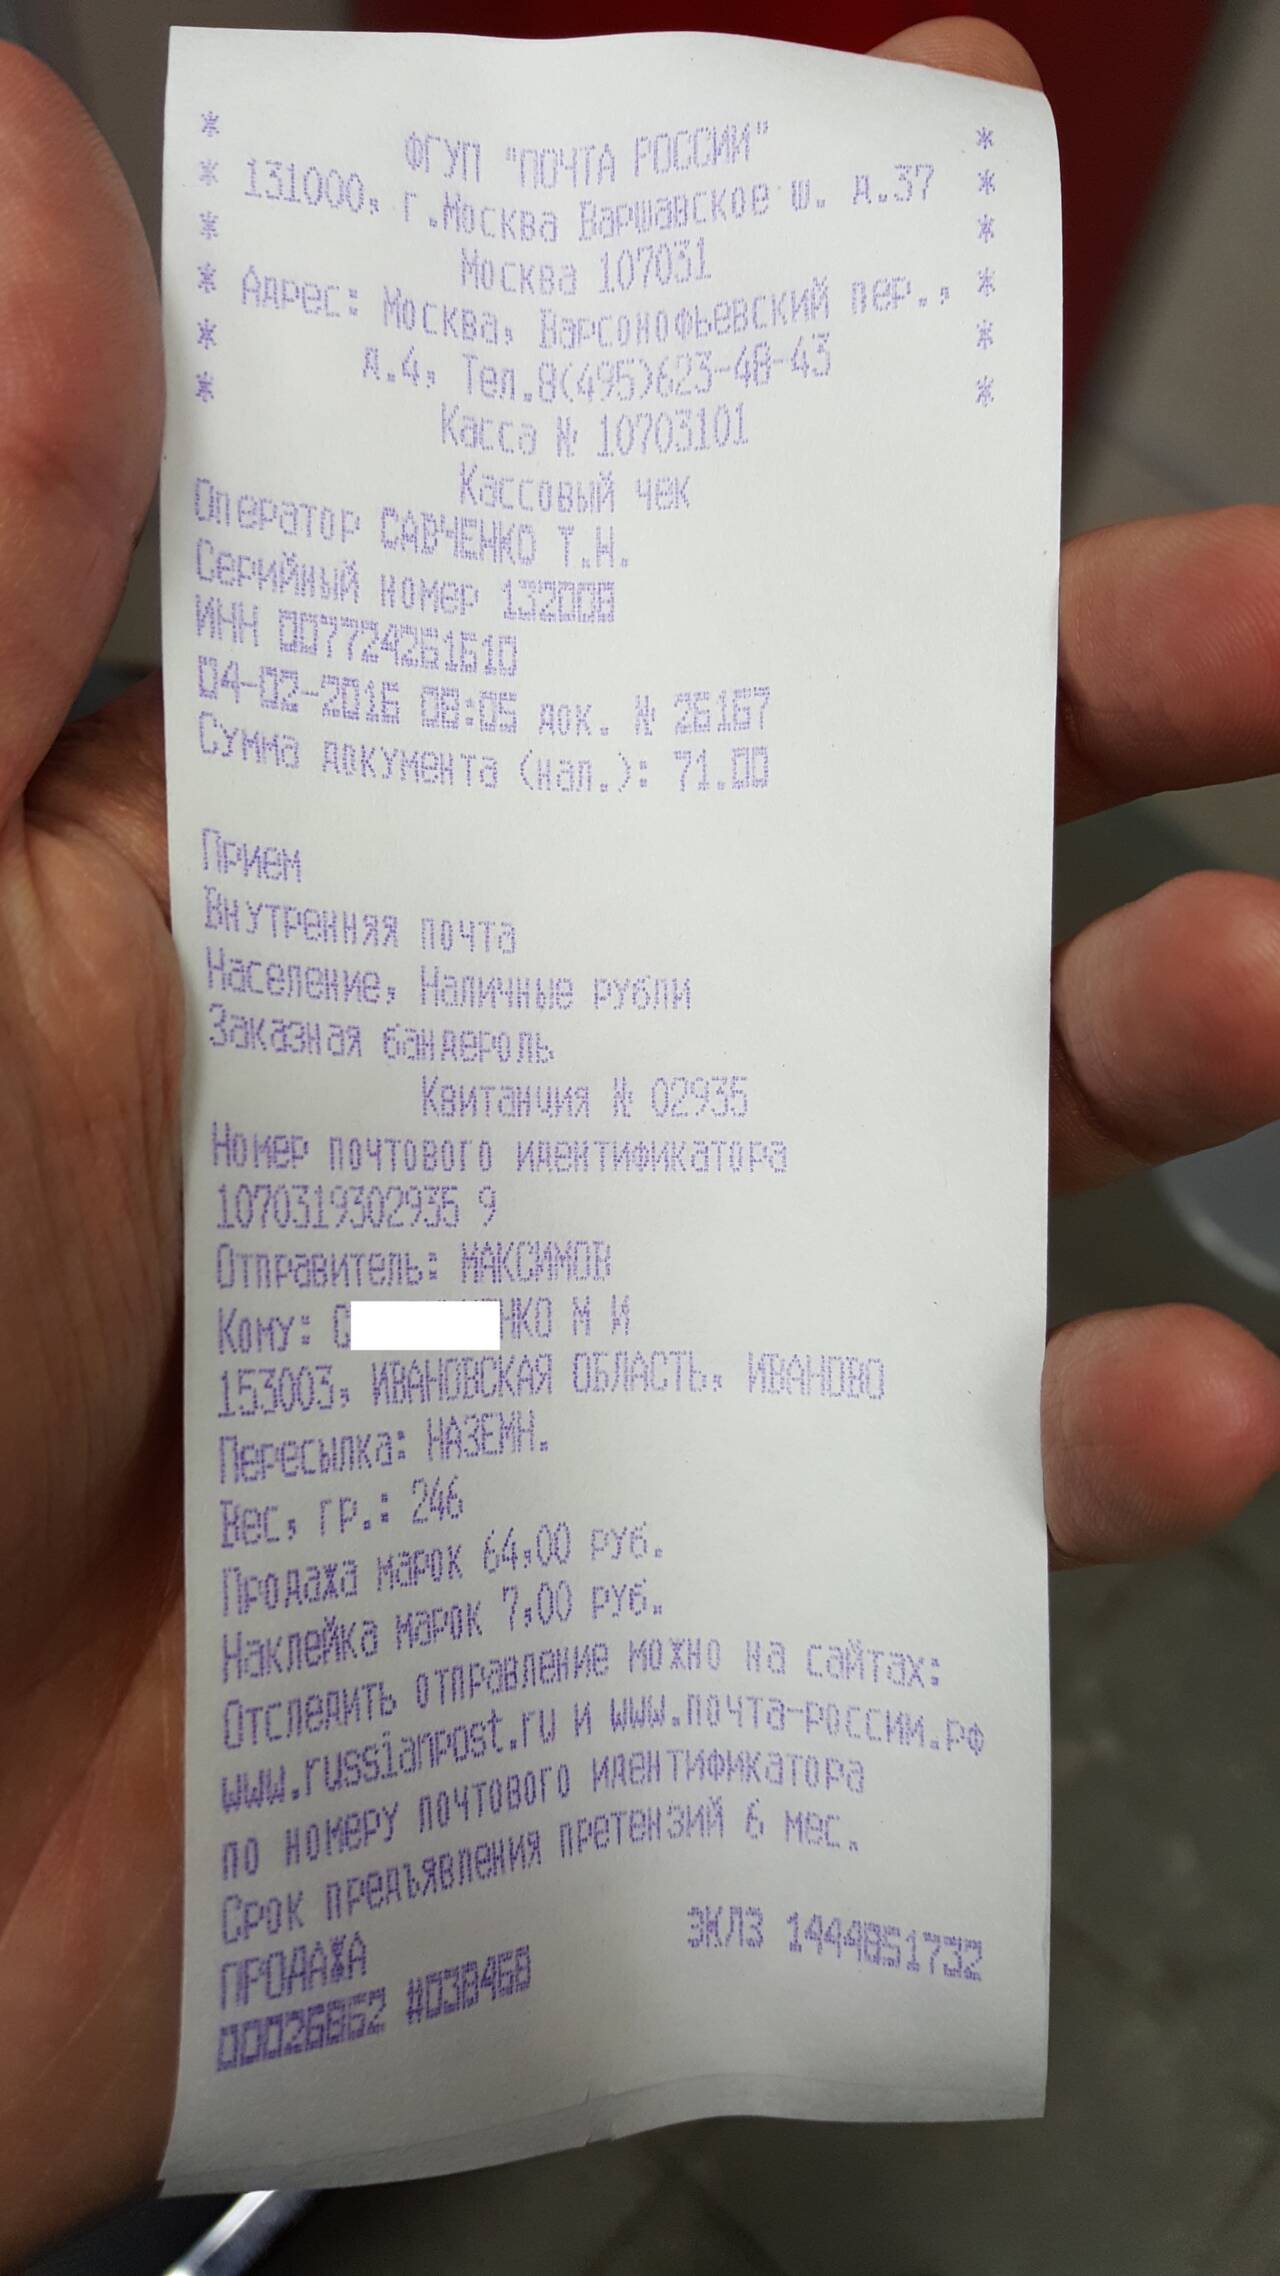 * ФГУП "ПОЧТА РОССИИ" *
* 131000, г.Москва Варшавское ш. д.37 *
* Москва 107031 *
* Адрес: Москва, Варсонофьевский пер., *
* д.4, Тел.8(495)623-48-43 *
* Касса № 10703101 *
Кассовый чек
Оператор САВЧЕНКО Т.Н.
Серийный номер 132008
ИНН 007724261610
04-02-2016 08:05 док. № 26167
Сумма документа (нал.): 71.00
Прием
Внутренняя почта
Население, Наличные рубли
Заказная бандероль
Квитанция № 02935
Номер почтового идентификатора
1070319302935 9
Отправитель: МАКСИМОВ
Кому: С ЕНКО М И
153003, ИВАНОВСКАЯ ОБЛАСТЬ, ИВАНОВО
Пересылка: НАЗЕМН.
Вес, гр.: 246
Продажа марок 64,00 руб.
Наклейка марок 7,00 руб.
Отследить отправление можно на сайтах:
www.russianpost.ru и www.почта-россии.рф
по номеру почтового идентификатора
Срок предъявления претензий 6 мес.
ПРОДАЖА ЭКЛЗ 1444851732
00026862 #038468